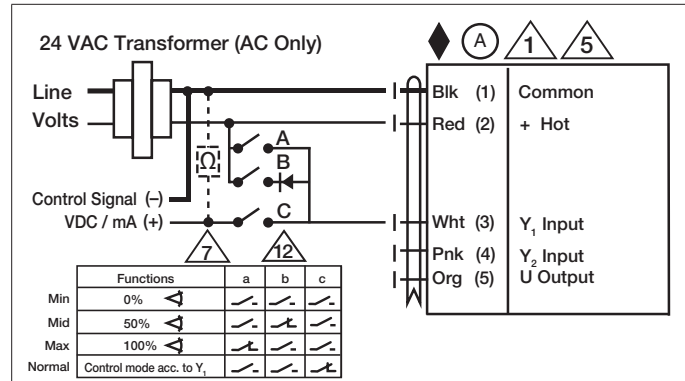 24 VAC Transformer (AC Only)
A 1 5
Line
Volts
Blk (1) Common
Red (2) + Hot
A
B
Ω
Control Signal (–)
VDC / mA (+)
C
Wht (3) Y₁ Input
Pnk (4) Y₂ Input
Org (5) U Output
7 12
Functions a b c
Min 0%
Mid 50%
Max 100%
Normal Control mode acc. to Y₁